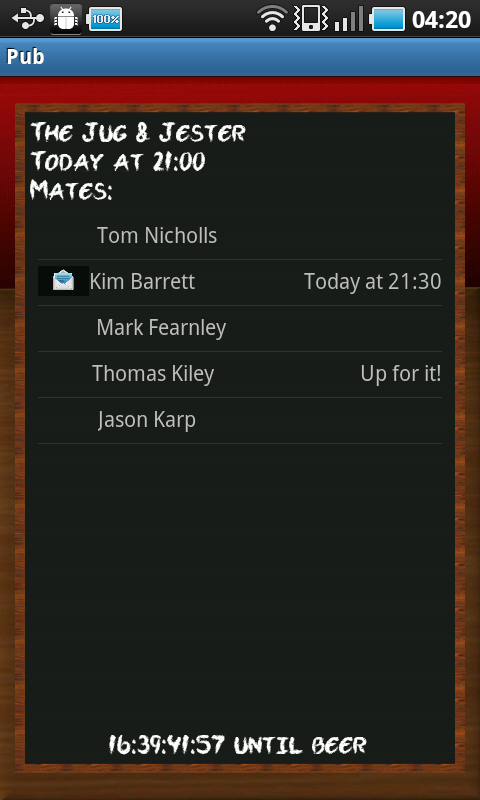 100% 04:20
Pub
The Jug & Jester
Today at 21:00
Mates:
Tom Nicholls
Kim Barrett Today at 21:30
Mark Fearnley
Thomas Kiley Up for it!
Jason Karp
16:39:41:57 until beer